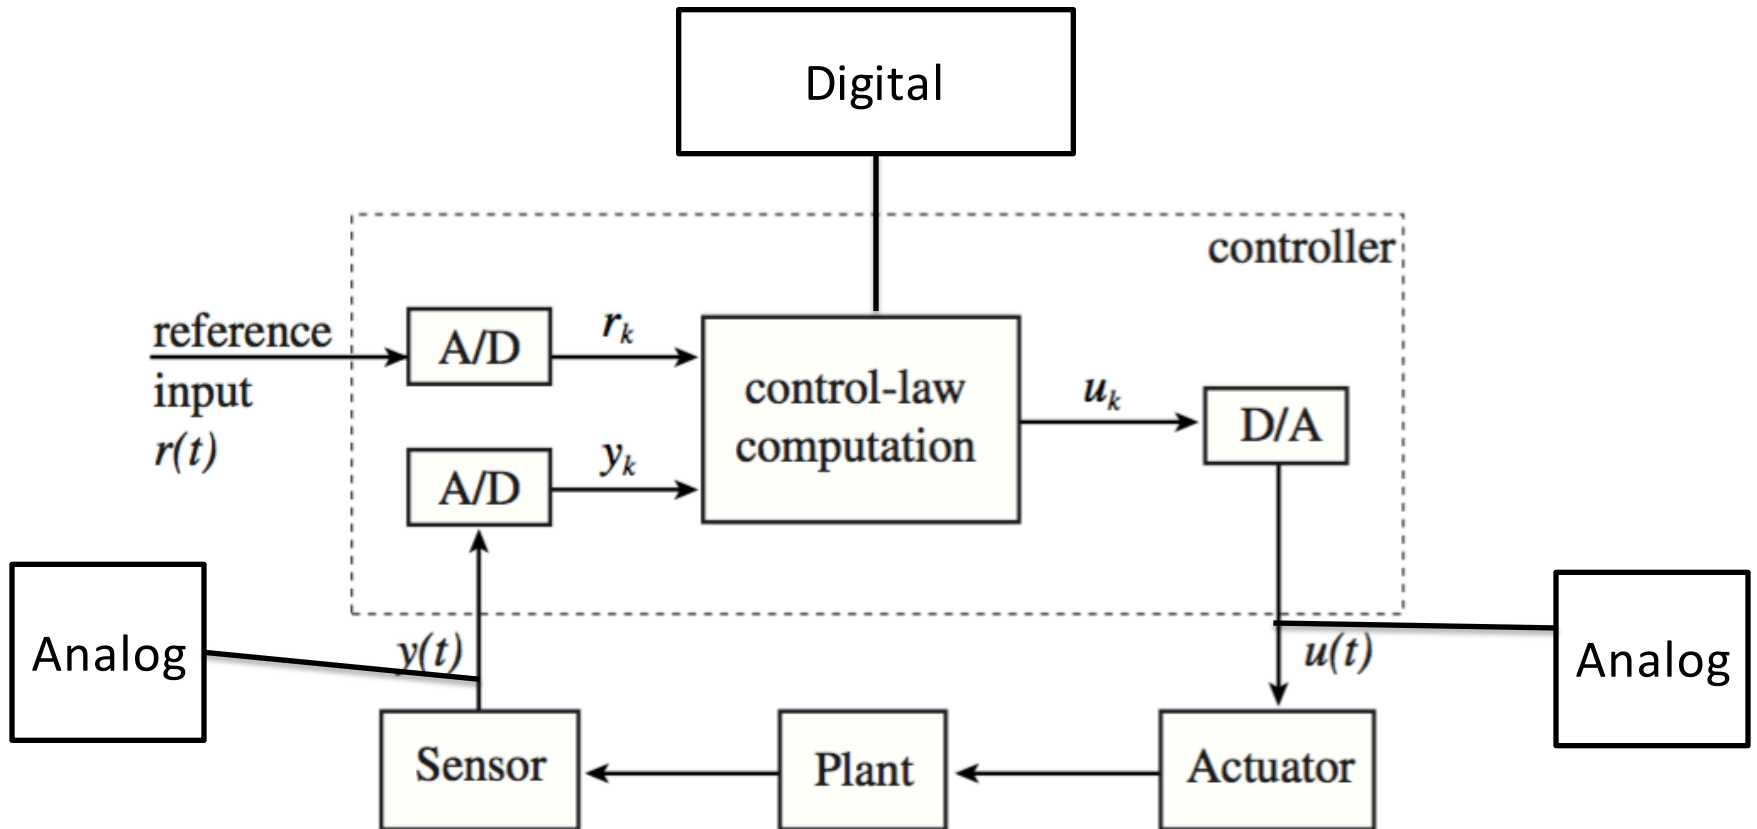 Digital
controller
reference
input
r(t)
A/D
r_k
A/D
y_k
control-law
computation
u_k
D/A
Analog
y(t)
u(t)
Analog
Sensor
Plant
Actuator